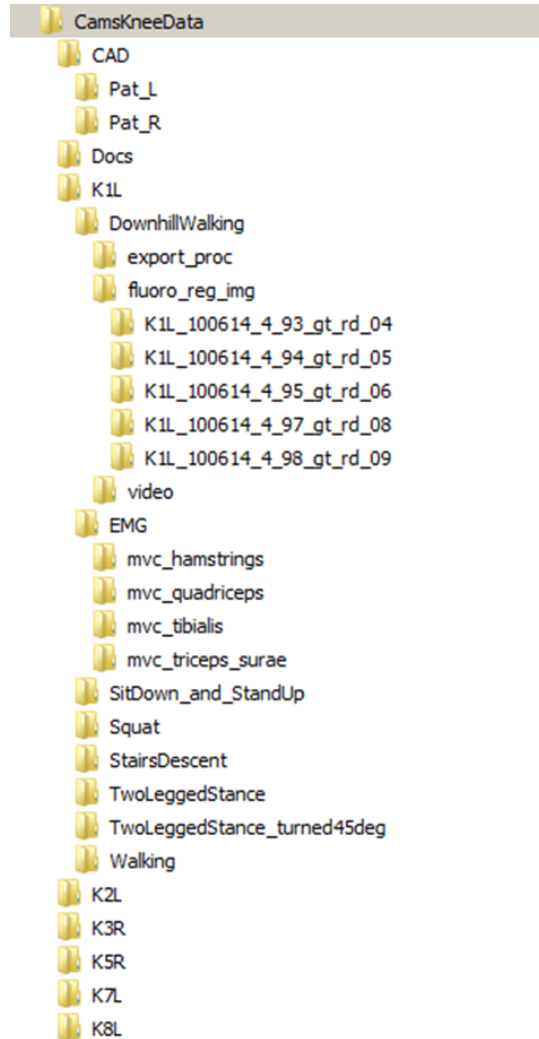 CamsKneeData
CAD
Pat_L
Pat_R
Docs
K1L
DownhillWalking
export_proc
fluoro_reg_img
K1L_100614_4_93_gt_rd_04
K1L_100614_4_94_gt_rd_05
K1L_100614_4_95_gt_rd_06
K1L_100614_4_97_gt_rd_08
K1L_100614_4_98_gt_rd_09
video
EMG
mvc_hamstrings
mvc_quadriceps
mvc_tibialis
mvc_triceps_surae
SitDown_and_StandUp
Squat
StairsDescent
TwoLeggedStance
TwoLeggedStance_turned45deg
Walking
K2L
K3R
K5R
K7L
K8L